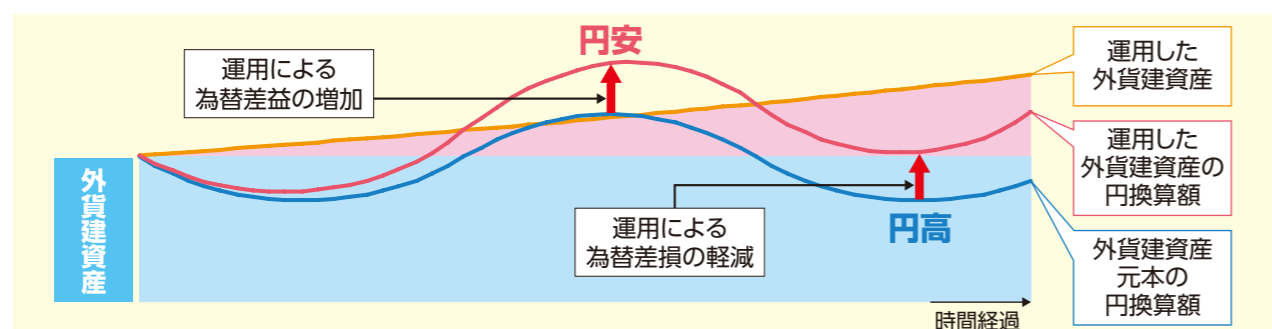 円安
運用による
為替差益の増加
運用した
外貨建資産
運用した
外貨建資産の
円換算額
外貨建資産
運用による
為替差損の軽減
円高
外貨建資産
元本の
円換算額
時間経過